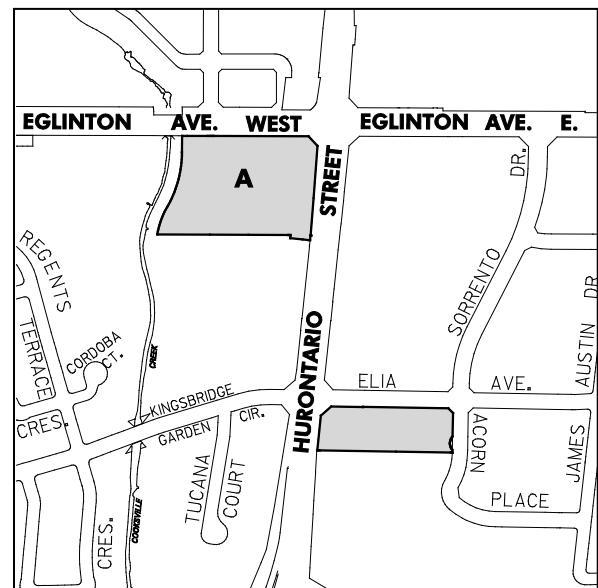 EGLINTON AVE. WEST EGLINTON AVE. E.
A
STREET
DR.
REGENTS
SORRENTO
TERRACE
CORDOBA
CT.
CREEK
AUSTIN DR.
HURONTARIO
KINGSBRIDGE
ELIA AVE.
CRES.
GARDEN CIR.
ACORN
TUCANA
COURT
JAMES
PLACE
COOKSVILLE
CRES.